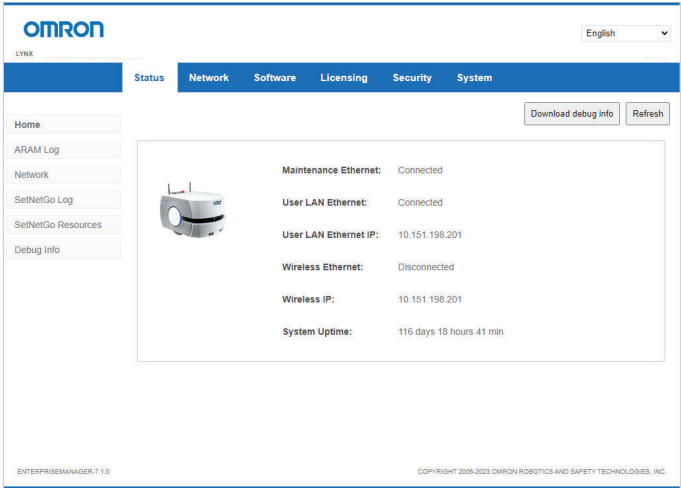 OMRON
English
LYNX
Status Network Software Licensing Security System
Download debug info Refresh
Home
ARAM Log
Network
SetNetGo Log
SetNetGo Resources
Debug Info
Maintenance Ethernet: Connected
User LAN Ethernet: Connected
User LAN Ethernet IP: 10.151.198.201
Wireless Ethernet: Disconnected
Wireless IP: 10.151.198.201
System Uptime: 116 days 18 hours 41 min
ENTERPRISEMANAGER-7.1.0
COPYRIGHT 2005-2023 OMRON ROBOTICS AND SAFETY TECHNOLOGIES, INC.